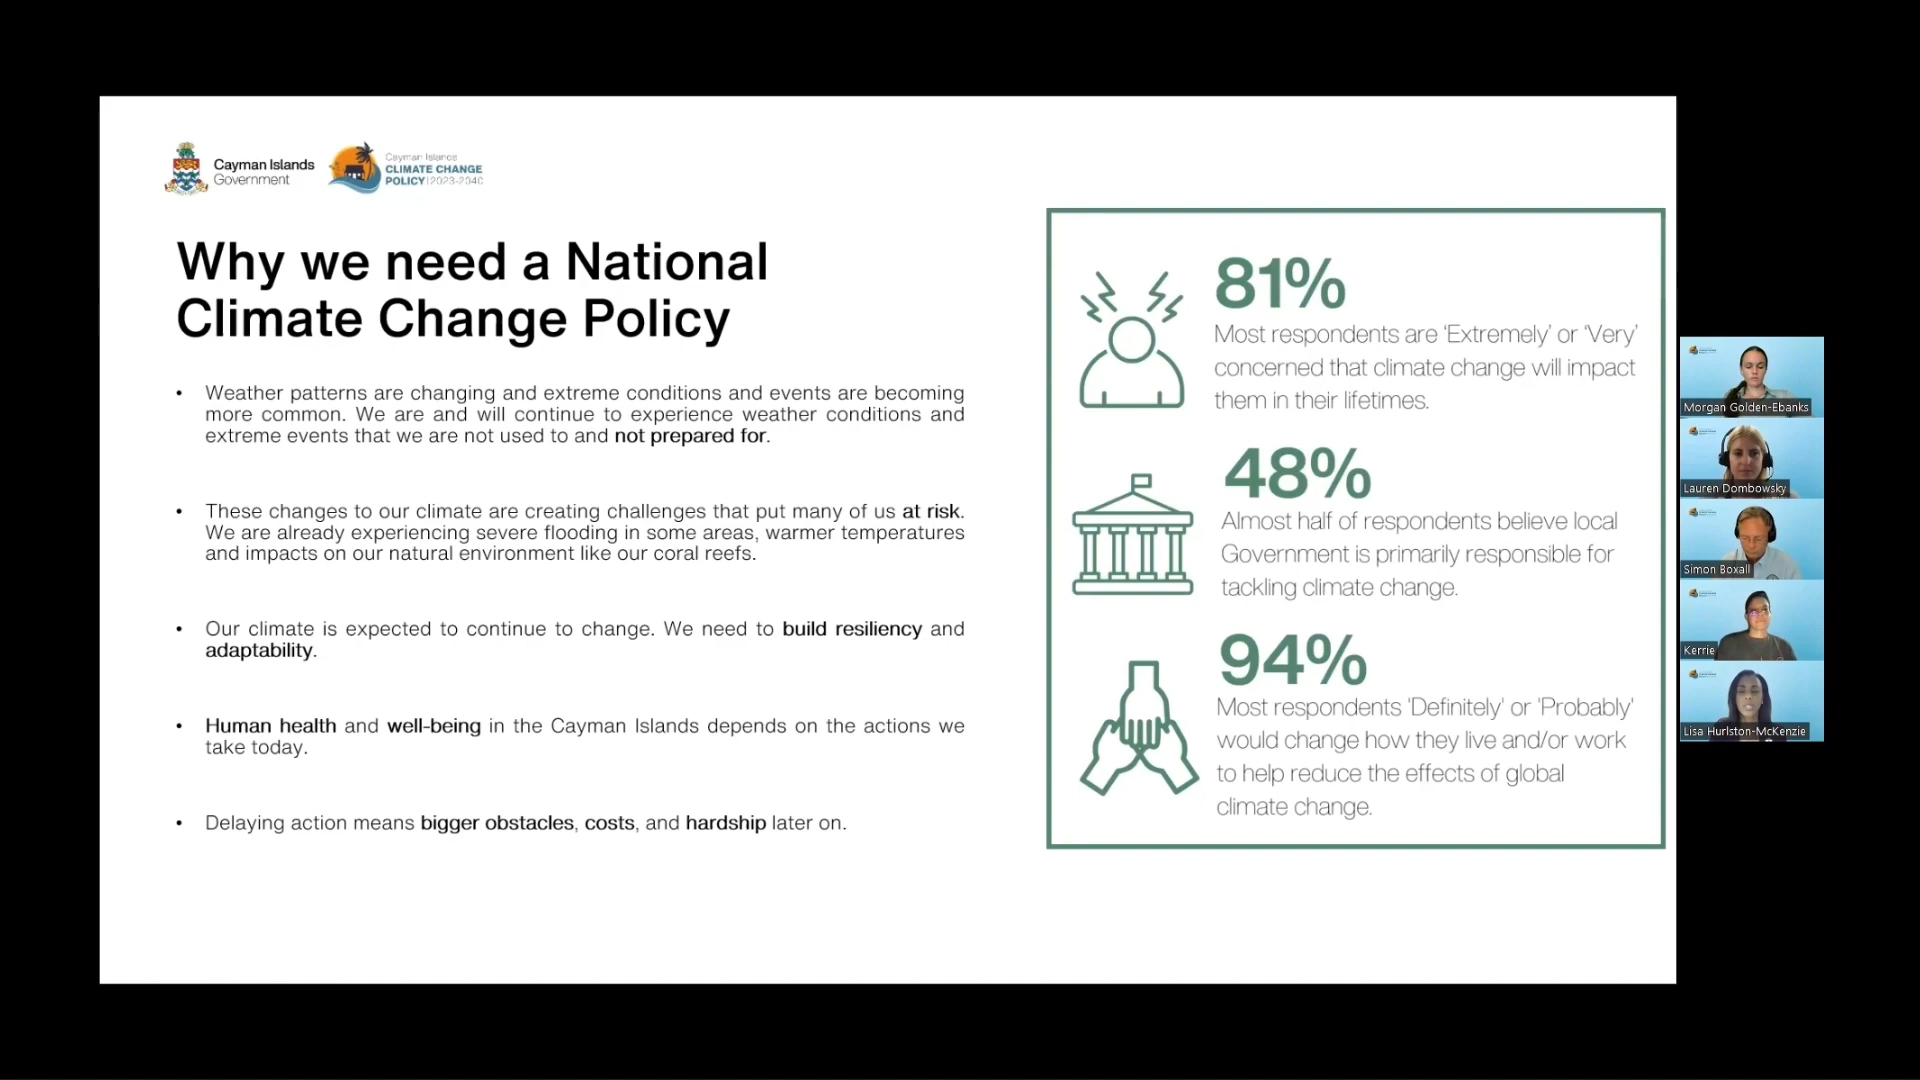 Cayman Islands
Government
Cayman Islands
CLIMATE CHANGE
POLICY | 2023-2040
Why we need a National
Climate Change Policy
• Weather patterns are changing and extreme conditions and events are becoming
more common. We are and will continue to experience weather conditions and
extreme events that we are not used to and not prepared for.
• These changes to our climate are creating challenges that put many of us at risk.
We are already experiencing severe flooding in some areas, warmer temperatures
and impacts on our natural environment like our coral reefs.
• Our climate is expected to continue to change. We need to build resiliency and
adaptability.
• Human health and well-being in the Cayman Islands depends on the actions we
take today.
• Delaying action means bigger obstacles, costs, and hardship later on.
81%
Most respondents are 'Extremely' or 'Very'
concerned that climate change will impact
them in their lifetimes.
48%
Almost half of respondents believe local
Government is primarily responsible for
tackling climate change.
94%
Most respondents 'Definitely' or 'Probably'
would change how they live and/or work
to help reduce the effects of global
climate change.
Morgan Golden-Ebanks
Lauren Dombowsky
Simon Boxall
Kerrie
Lisa Hurlston-McKenzie